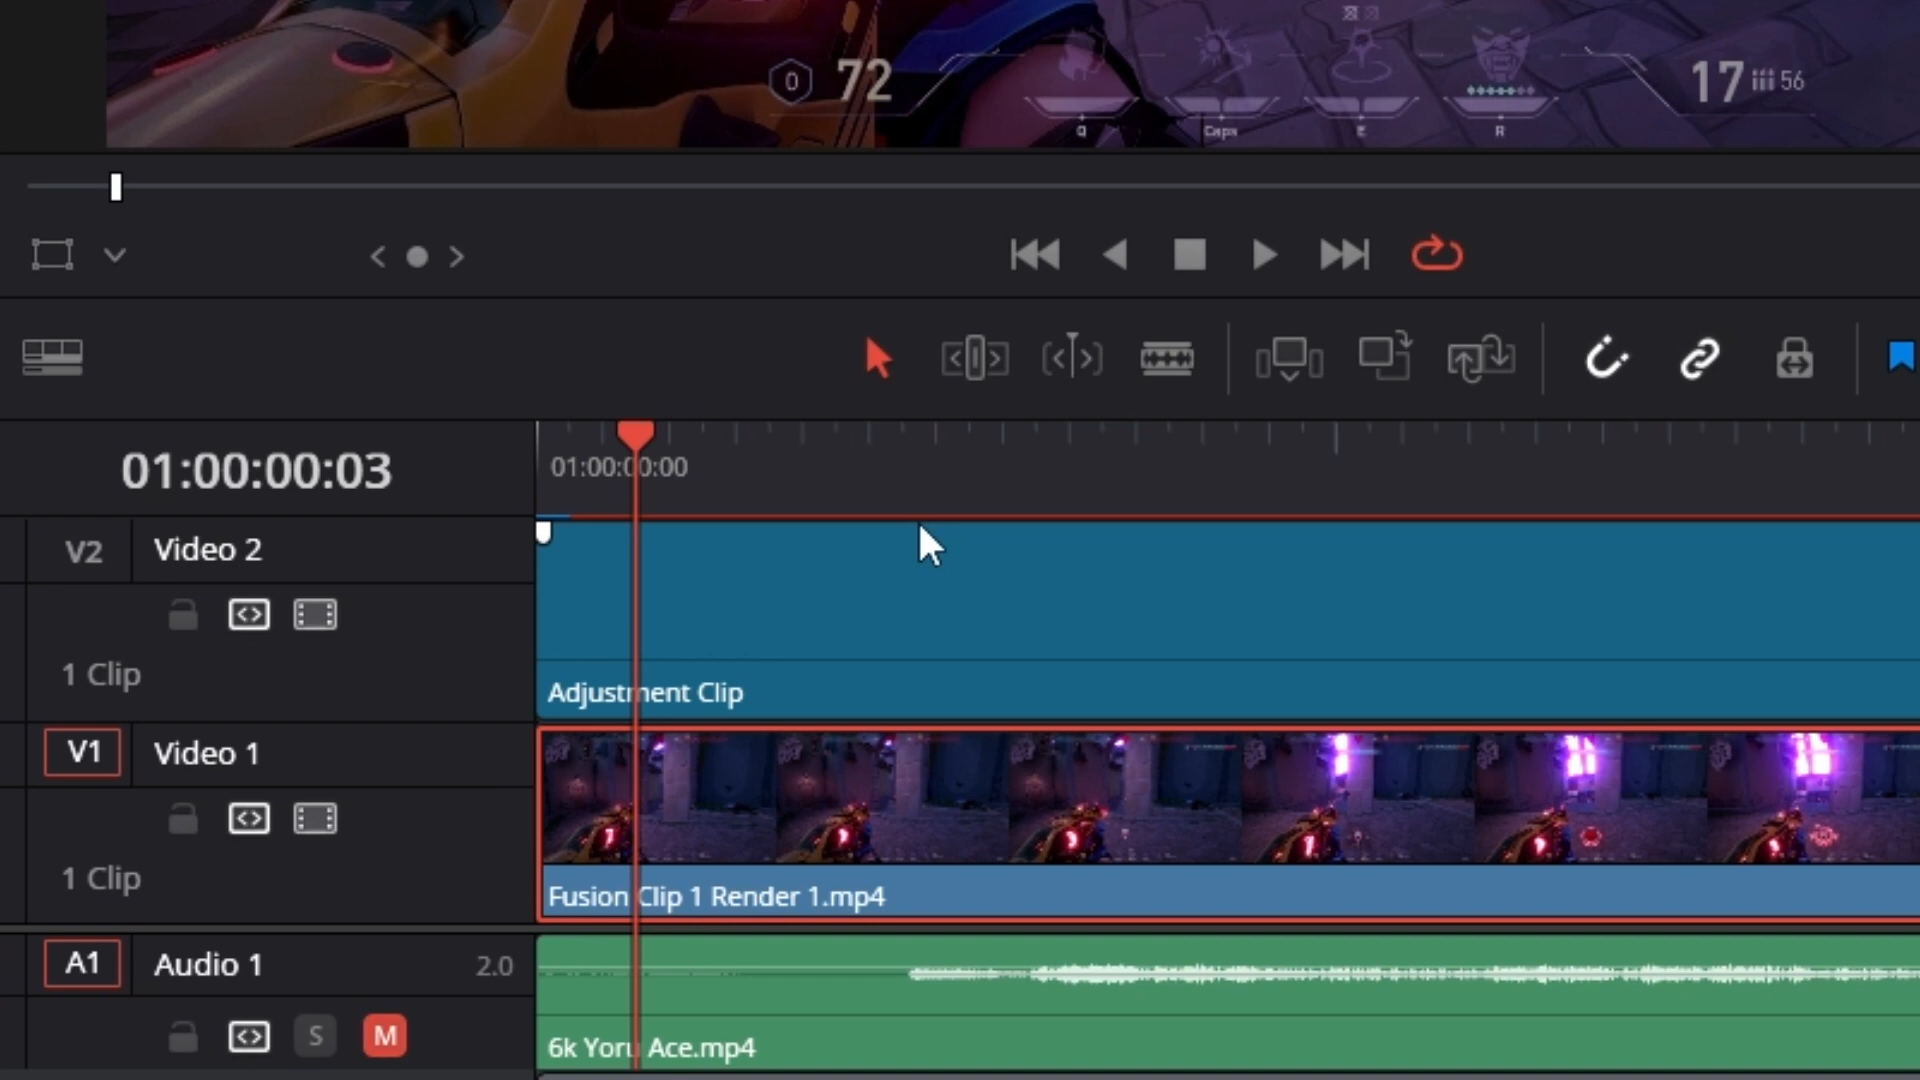 0 72
Q Caps E R
17 56
01:00:00:03
01:00:00:00
V2 Video 2
1 Clip
Adjustment Clip
V1 Video 1
1 Clip
Fusion Clip 1 Render 1.mp4
A1 Audio 1 2.0
S M
6k Yoru Ace.mp4